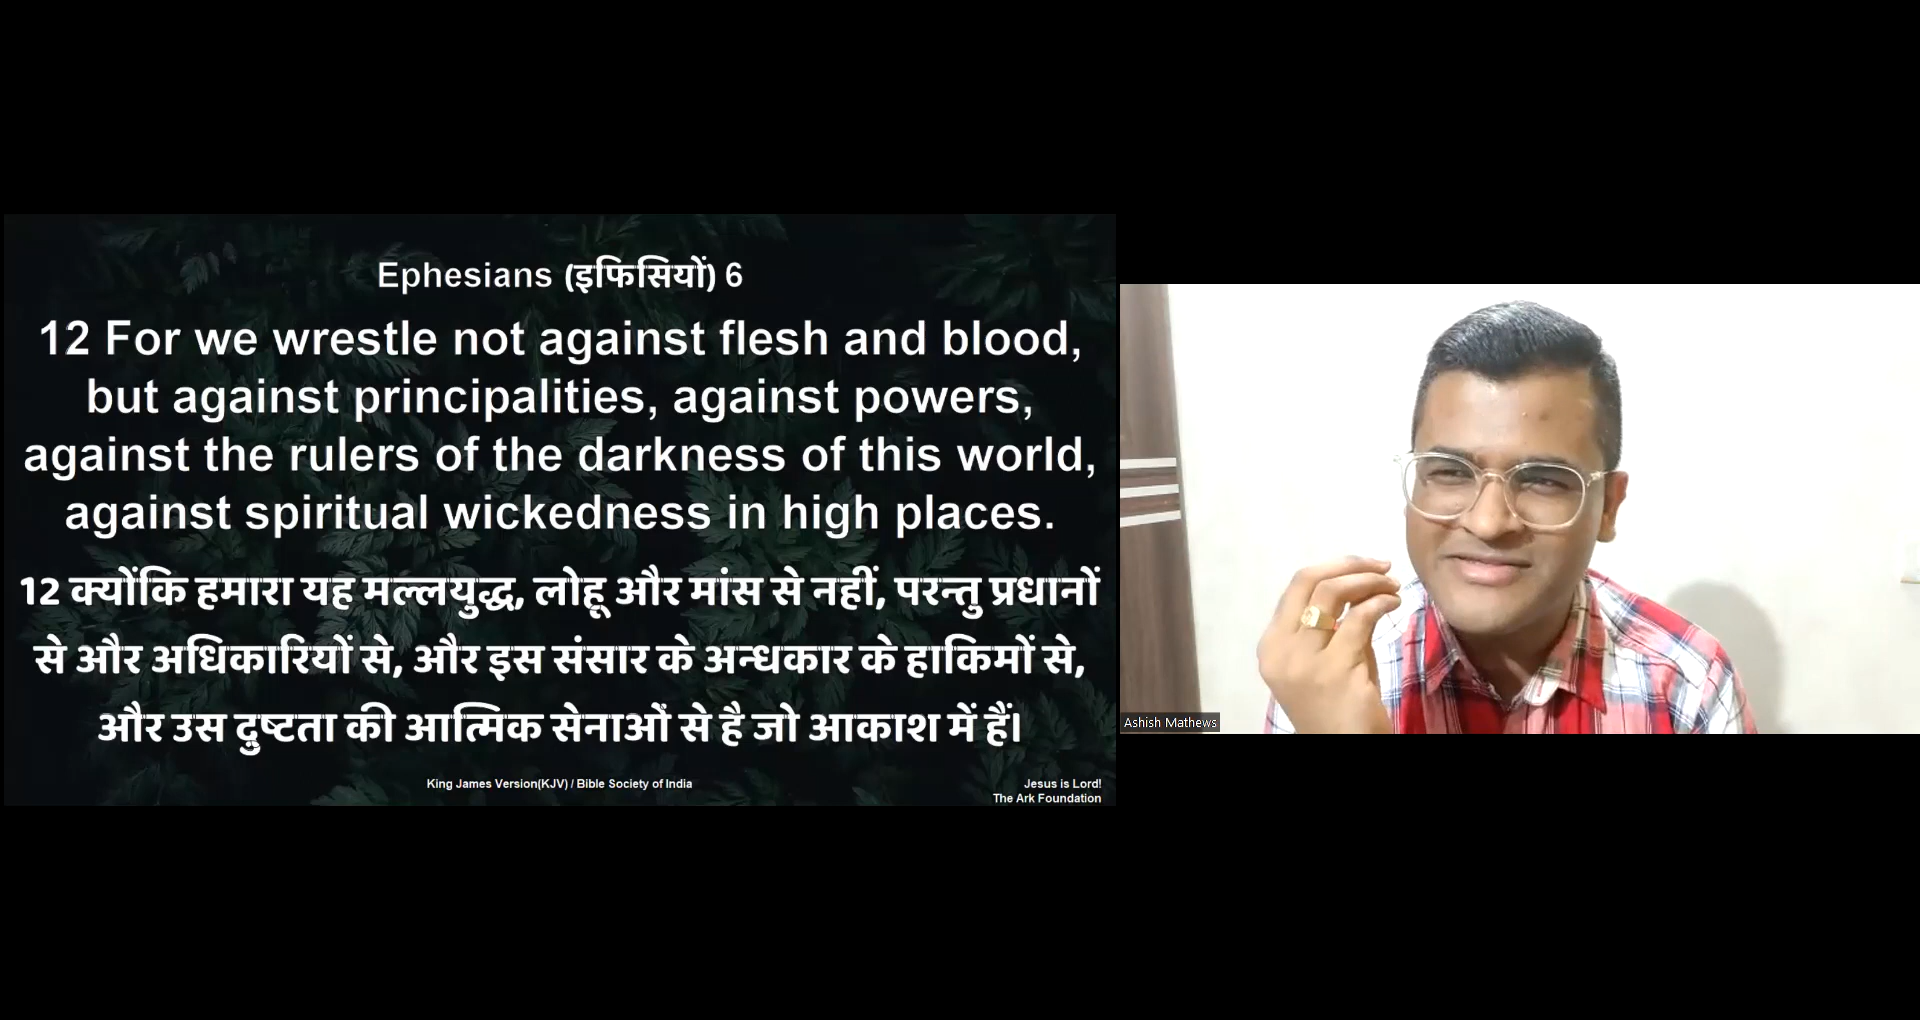 Ephesians (इफिसियों) 6
12 For we wrestle not against flesh and blood,
but against principalities, against powers,
against the rulers of the darkness of this world,
against spiritual wickedness in high places.
12 क्योंकि हमारा यह मल्लयुद्ध, लोहू और मांस से नहीं, परन्तु प्रधानों
से और अधिकारियों से, और इस संसार के अन्धकार के हाकिमों से,
और उस दुष्टता की आत्मिक सेनाओं से है जो आकाश में हैं।
King James Version(KJV) / Bible Society of India
Jesus is Lord!
The Ark Foundation
Ashish Mathews